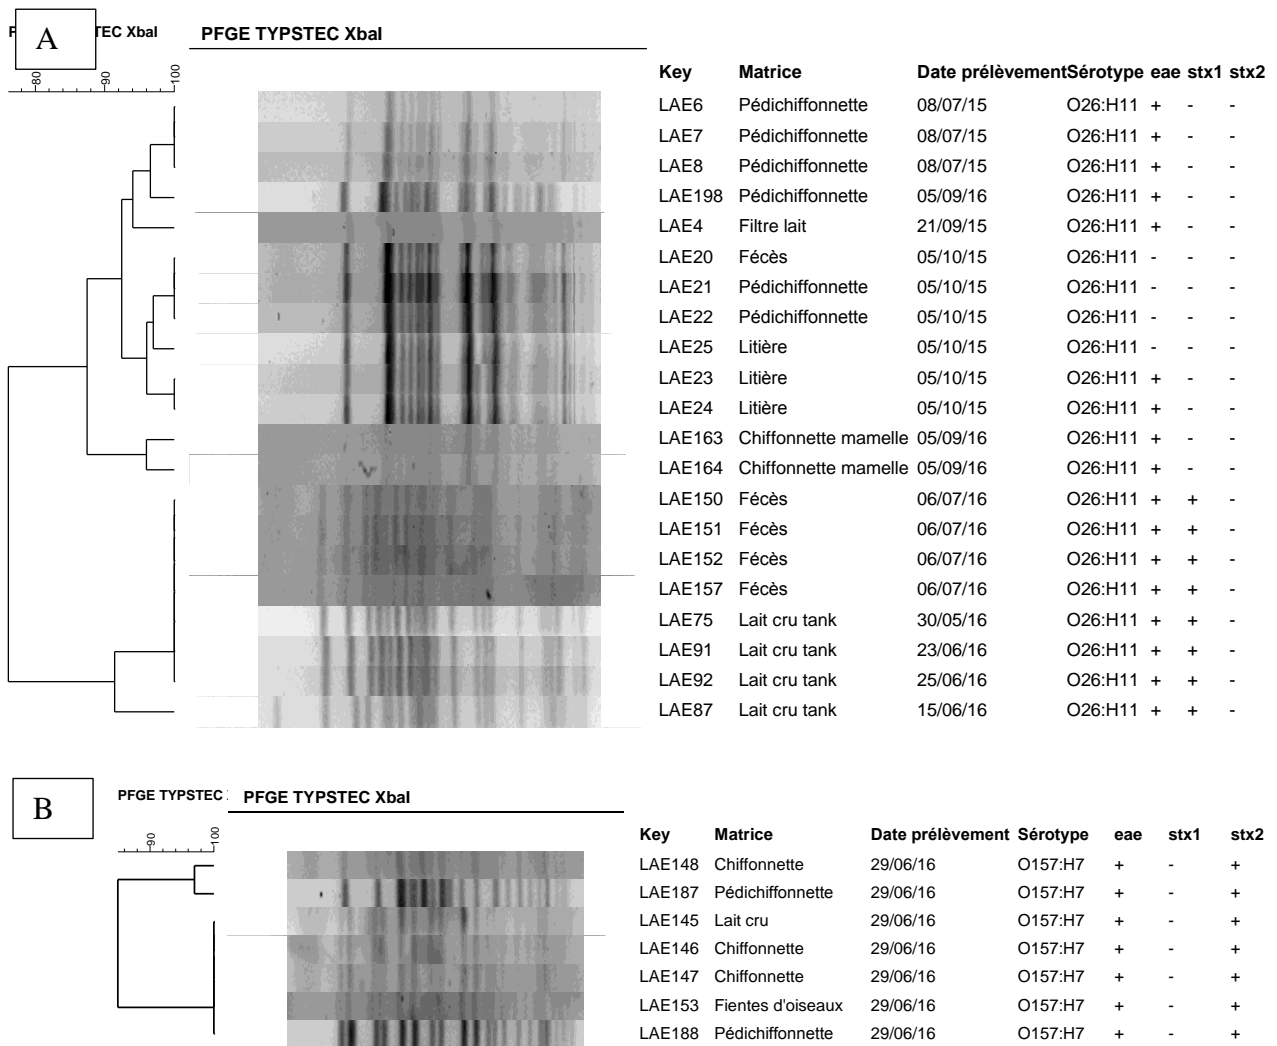 A
TEC XbaI
PFGE TYPSTEC XbaI
80 90 100
Key Matrice Date prélèvement Sérotype eae stx1 stx2
LAE6 Pédichiffonnette 08/07/15 O26:H11 + - -
LAE7 Pédichiffonnette 08/07/15 O26:H11 + - -
LAE8 Pédichiffonnette 08/07/15 O26:H11 + - -
LAE198 Pédichiffonnette 05/09/16 O26:H11 + - -
LAE4 Filtre lait 21/09/15 O26:H11 + - -
LAE20 Fécès 05/10/15 O26:H11 - - -
LAE21 Pédichiffonnette 05/10/15 O26:H11 - - -
LAE22 Pédichiffonnette 05/10/15 O26:H11 - - -
LAE25 Litière 05/10/15 O26:H11 - - -
LAE23 Litière 05/10/15 O26:H11 + - -
LAE24 Litière 05/10/15 O26:H11 + - -
LAE163 Chiffonnette mamelle 05/09/16 O26:H11 + - -
LAE164 Chiffonnette mamelle 05/09/16 O26:H11 + - -
LAE150 Fécès 06/07/16 O26:H11 + + -
LAE151 Fécès 06/07/16 O26:H11 + + -
LAE152 Fécès 06/07/16 O26:H11 + + -
LAE157 Fécès 06/07/16 O26:H11 + + -
LAE75 Lait cru tank 30/05/16 O26:H11 + + -
LAE91 Lait cru tank 23/06/16 O26:H11 + + -
LAE92 Lait cru tank 25/06/16 O26:H11 + + -
LAE87 Lait cru tank 15/06/16 O26:H11 + + -
B
PFGE TYPSTEC
PFGE TYPSTEC XbaI
90 100
Key Matrice Date prélèvement Sérotype eae stx1 stx2
LAE148 Chiffonnette 29/06/16 O157:H7 + - +
LAE187 Pédichiffonnette 29/06/16 O157:H7 + - +
LAE145 Lait cru 29/06/16 O157:H7 + - +
LAE146 Chiffonnette 29/06/16 O157:H7 + - +
LAE147 Chiffonnette 29/06/16 O157:H7 + - +
LAE153 Fientes d'oiseaux 29/06/16 O157:H7 + - +
LAE188 Pédichiffonnette 29/06/16 O157:H7 + - +